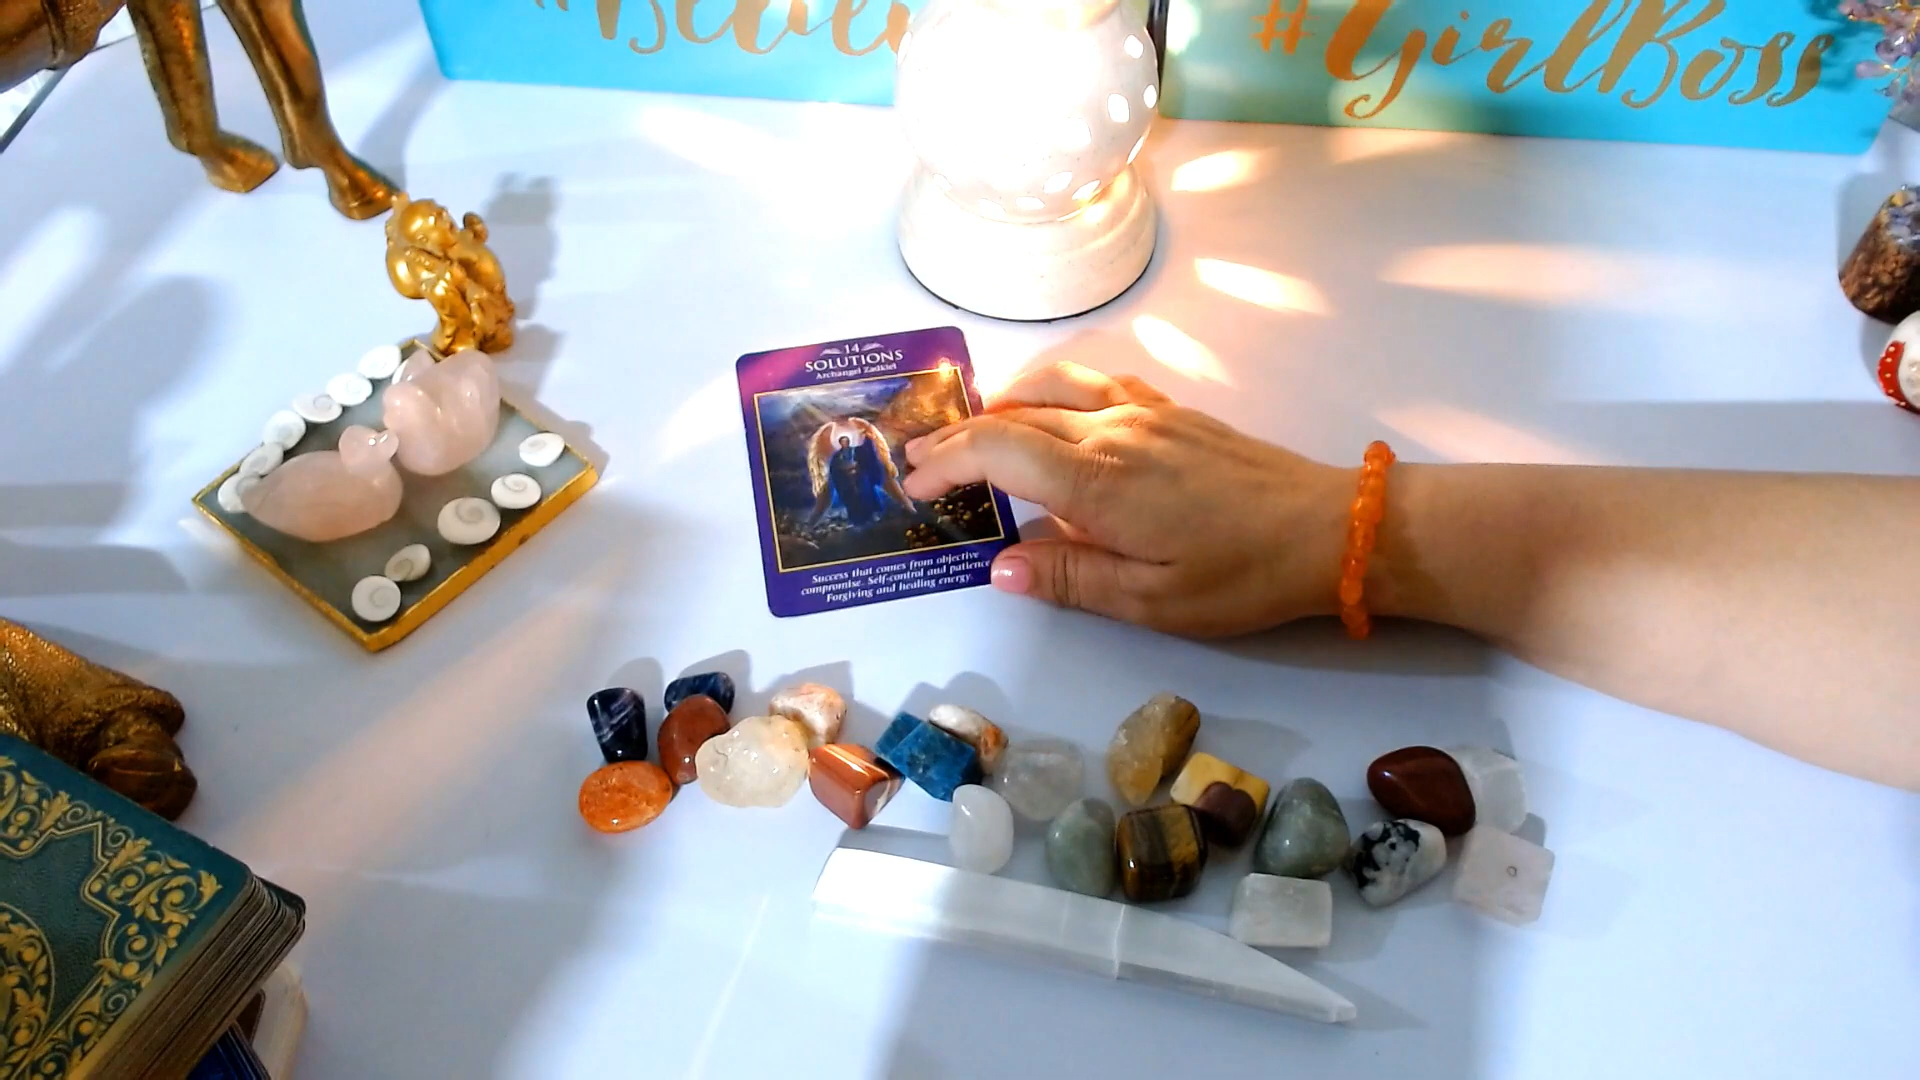 #GirlBoss
14
SOLUTIONS
Archangel Zadkiel
Success that comes from objective
compromise. Self-control and patience
Forgiving and healing energy.